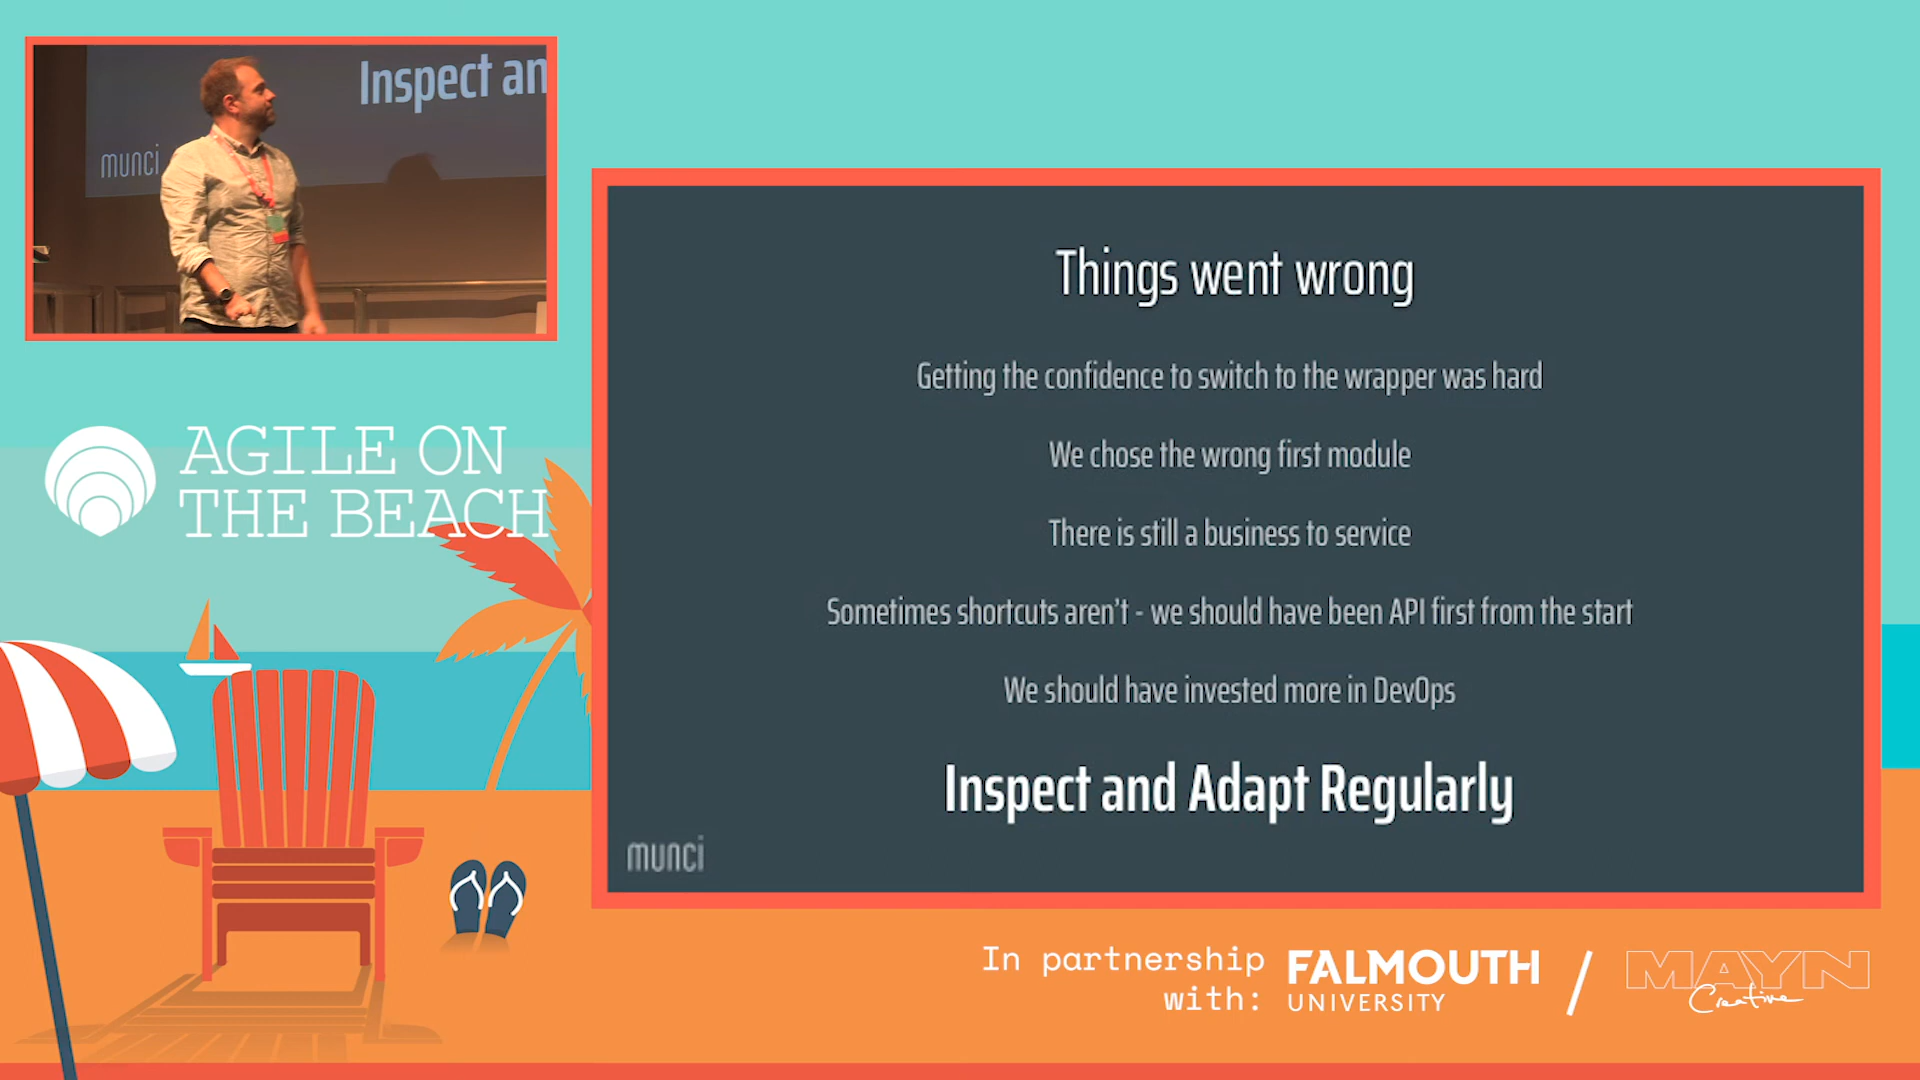 Inspect an
munci
AGILE ON
THE BEACH
Things went wrong
Getting the confidence to switch to the wrapper was hard
We chose the wrong first module
There is still a business to service
Sometimes shortcuts aren't - we should have been API first from the start
We should have invested more in DevOps
Inspect and Adapt Regularly
munci
In partnership
with:
FALMOUTH
UNIVERSITY
/
MAYN
Creative